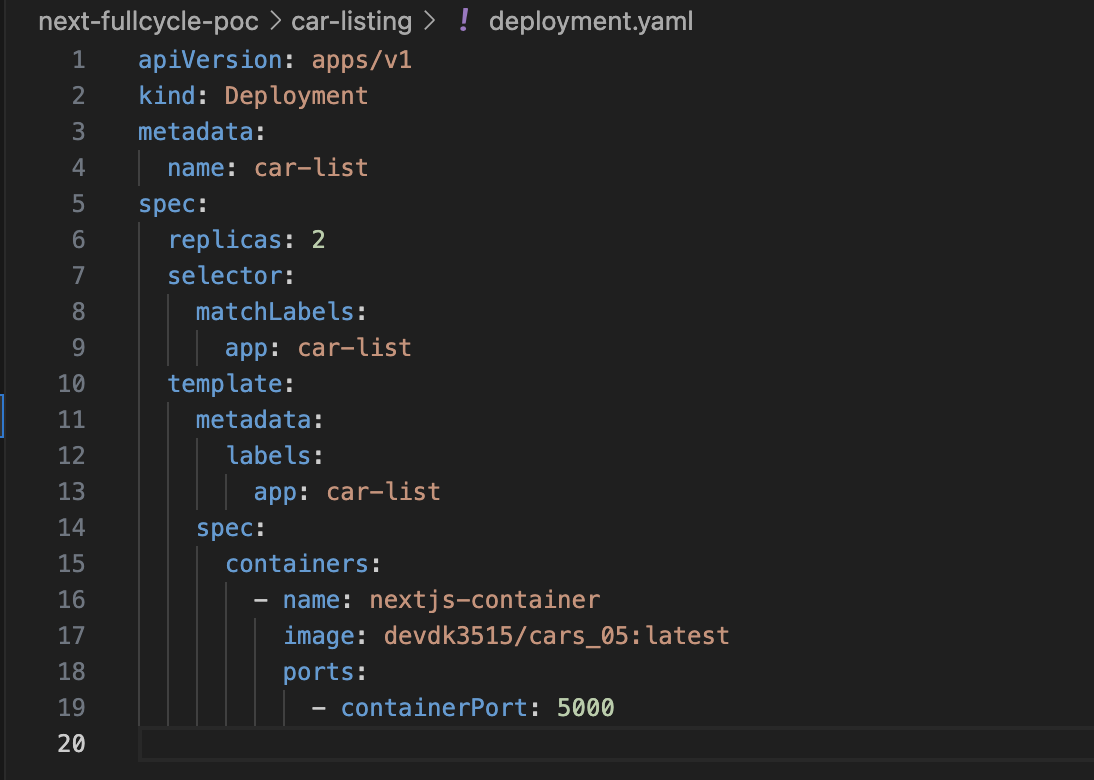 next-fullcycle-poc > car-listing > ! deployment.yaml
1 apiVersion: apps/v1
2 kind: Deployment
3 metadata:
4   name: car-list
5 spec:
6   replicas: 2
7   selector:
8     matchLabels:
9       app: car-list
10   template:
11     metadata:
12       labels:
13         app: car-list
14     spec:
15       containers:
16         - name: nextjs-container
17           image: devdk3515/cars_05:latest
18           ports:
19             - containerPort: 5000
20